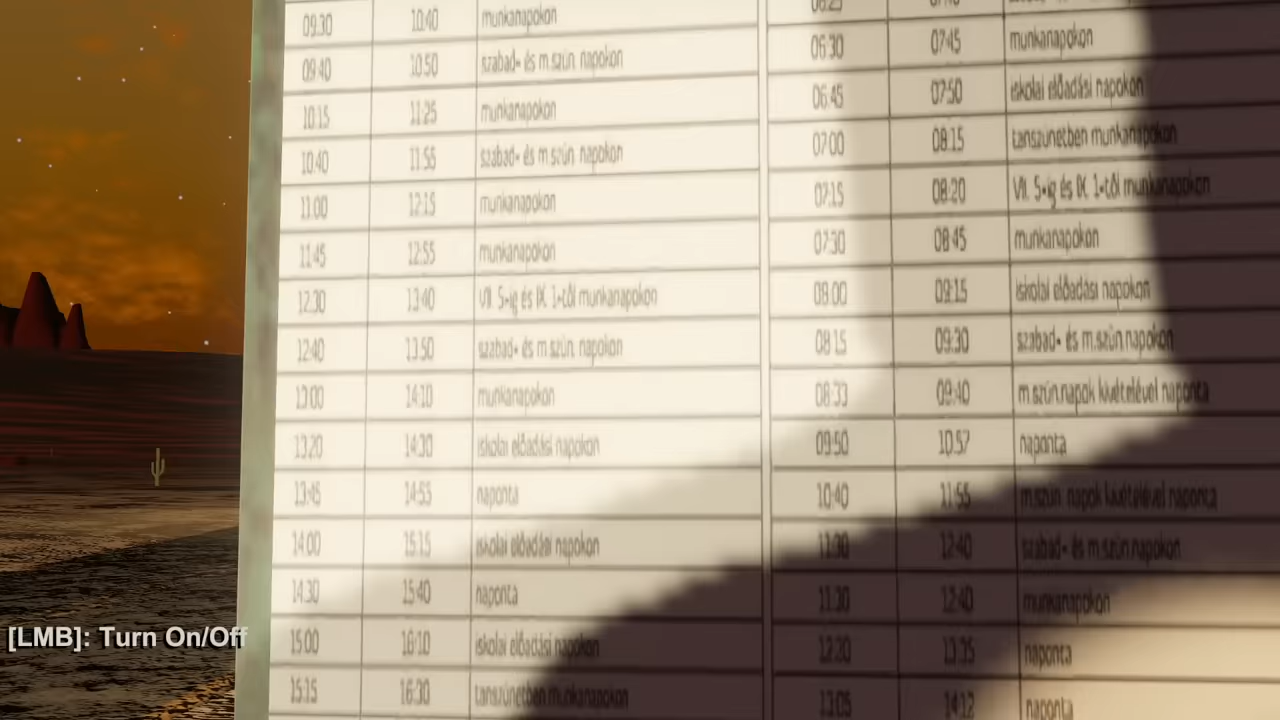 09:30 10:40 munkanapokon
09:40 10:50 szabad- és m.szün. napokon
10:15 11:25 munkanapokon
10:40 11:55 szabad- és m.szün. napokon
11:00 12:15 munkanapokon
11:45 12:55 munkanapokon
12:30 13:40 VII. 5-ig és IX. 1-től munkanapokon
12:40 13:50 szabad- és m.szün. napokon
13:00 14:10 munkanapokon
13:20 14:30 iskolai előadási napokon
13:45 14:55 naponta
14:00 15:15 iskolai előadási napokon
14:30 15:40 naponta
15:00 16:10 iskolai előadási napokon
15:15 16:30 tanszünetben munkanapokon
06:30 07:45 munkanapokon
06:45 07:50 iskolai előadási napokon
07:00 08:15 tanszünetben munkanapokon
07:15 08:20 VII. 5-ig és IX. 1-től munkanapokon
07:30 08:45 munkanapokon
08:00 09:15 iskolai előadási napokon
08:15 09:30 szabad- és m.szün.napokon
08:33 09:40 m.szün.napok kivételével naponta
09:50 10:57 naponta
10:40 11:55 m.szün. napok kivételével naponta
11:30 12:40 szabad- és m.szün.napokon
11:30 12:40 munkanapokon
12:20 13:35 naponta
13:05 14:12 naponta
[LMB]: Turn On/Off